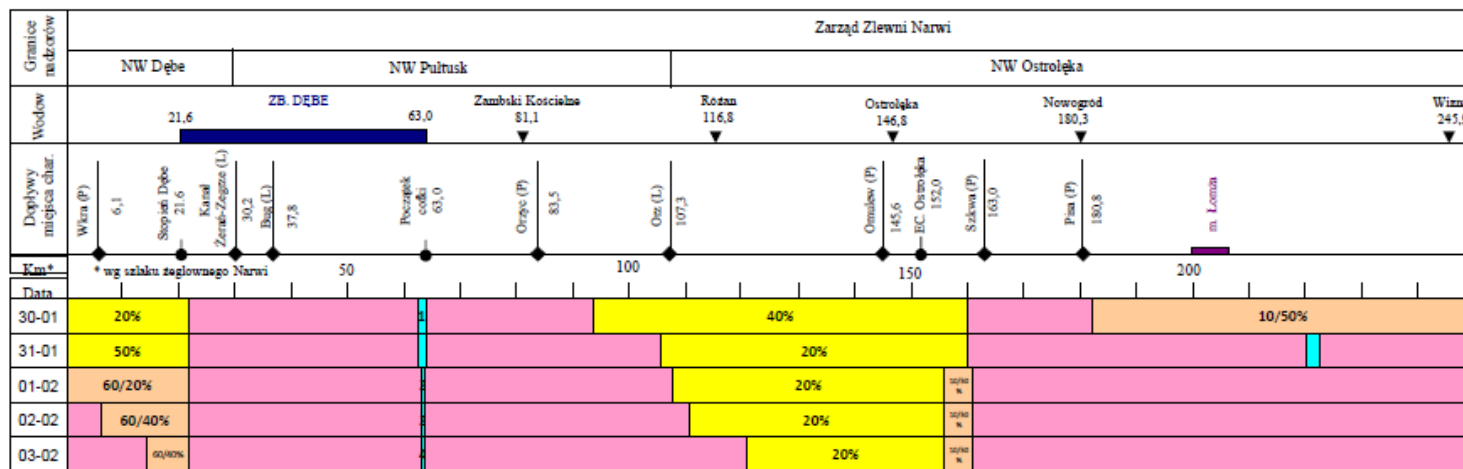 Granice nadzorów
Zarząd Zlewni Narwi
NW Dębe
NW Pułtusk
NW Ostrołęka
Wodow
ZB. DĘBE
21,6
63,0
Zambski Kościelne
81,1
Różan
116,8
Ostrołęka
146,8
Nowogród
180,3
Wizn
245,
Dopływy
miejsca char.
Wkra (P)
6,1
Stopień Dębe
21.6
Kanał
Żerań-Zegrze (L)
30,2
Bug (L)
37,8
Początek
cofki
63,0
Orzyc (P)
83,5
Orz (L)
107,3
Omulew (P)
145,6
EC. Ostrołęka
152,0
Szkwa (P)
163,0
Pisa (P)
180,8
m. Łomża
Km*
* wg szlaku żeglownego Narwi
50
100
150
200
Data
30-01
20%
1
40%
10/50%
31-01
50%
20%
01-02
60/20%
20%
02-02
60/40%
20%
03-02
60/40%
20%